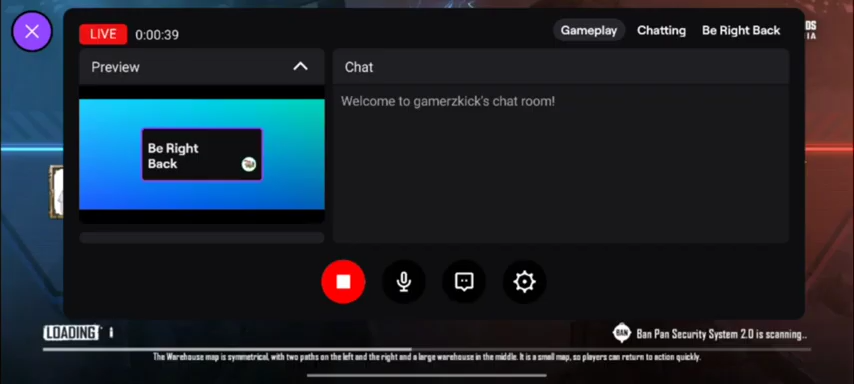 LIVE 0:00:39
Gameplay Chatting Be Right Back
Preview
Chat
Welcome to gamerzkick's chat room!
Be Right
Back
LOADING
BAN
Ban Pan Security System 2.0 is scanning..
The Warehouse map is symmetrical, with two paths on the left and the right and a large warehouse in the middle. It is a small map, so players can return to action quickly.